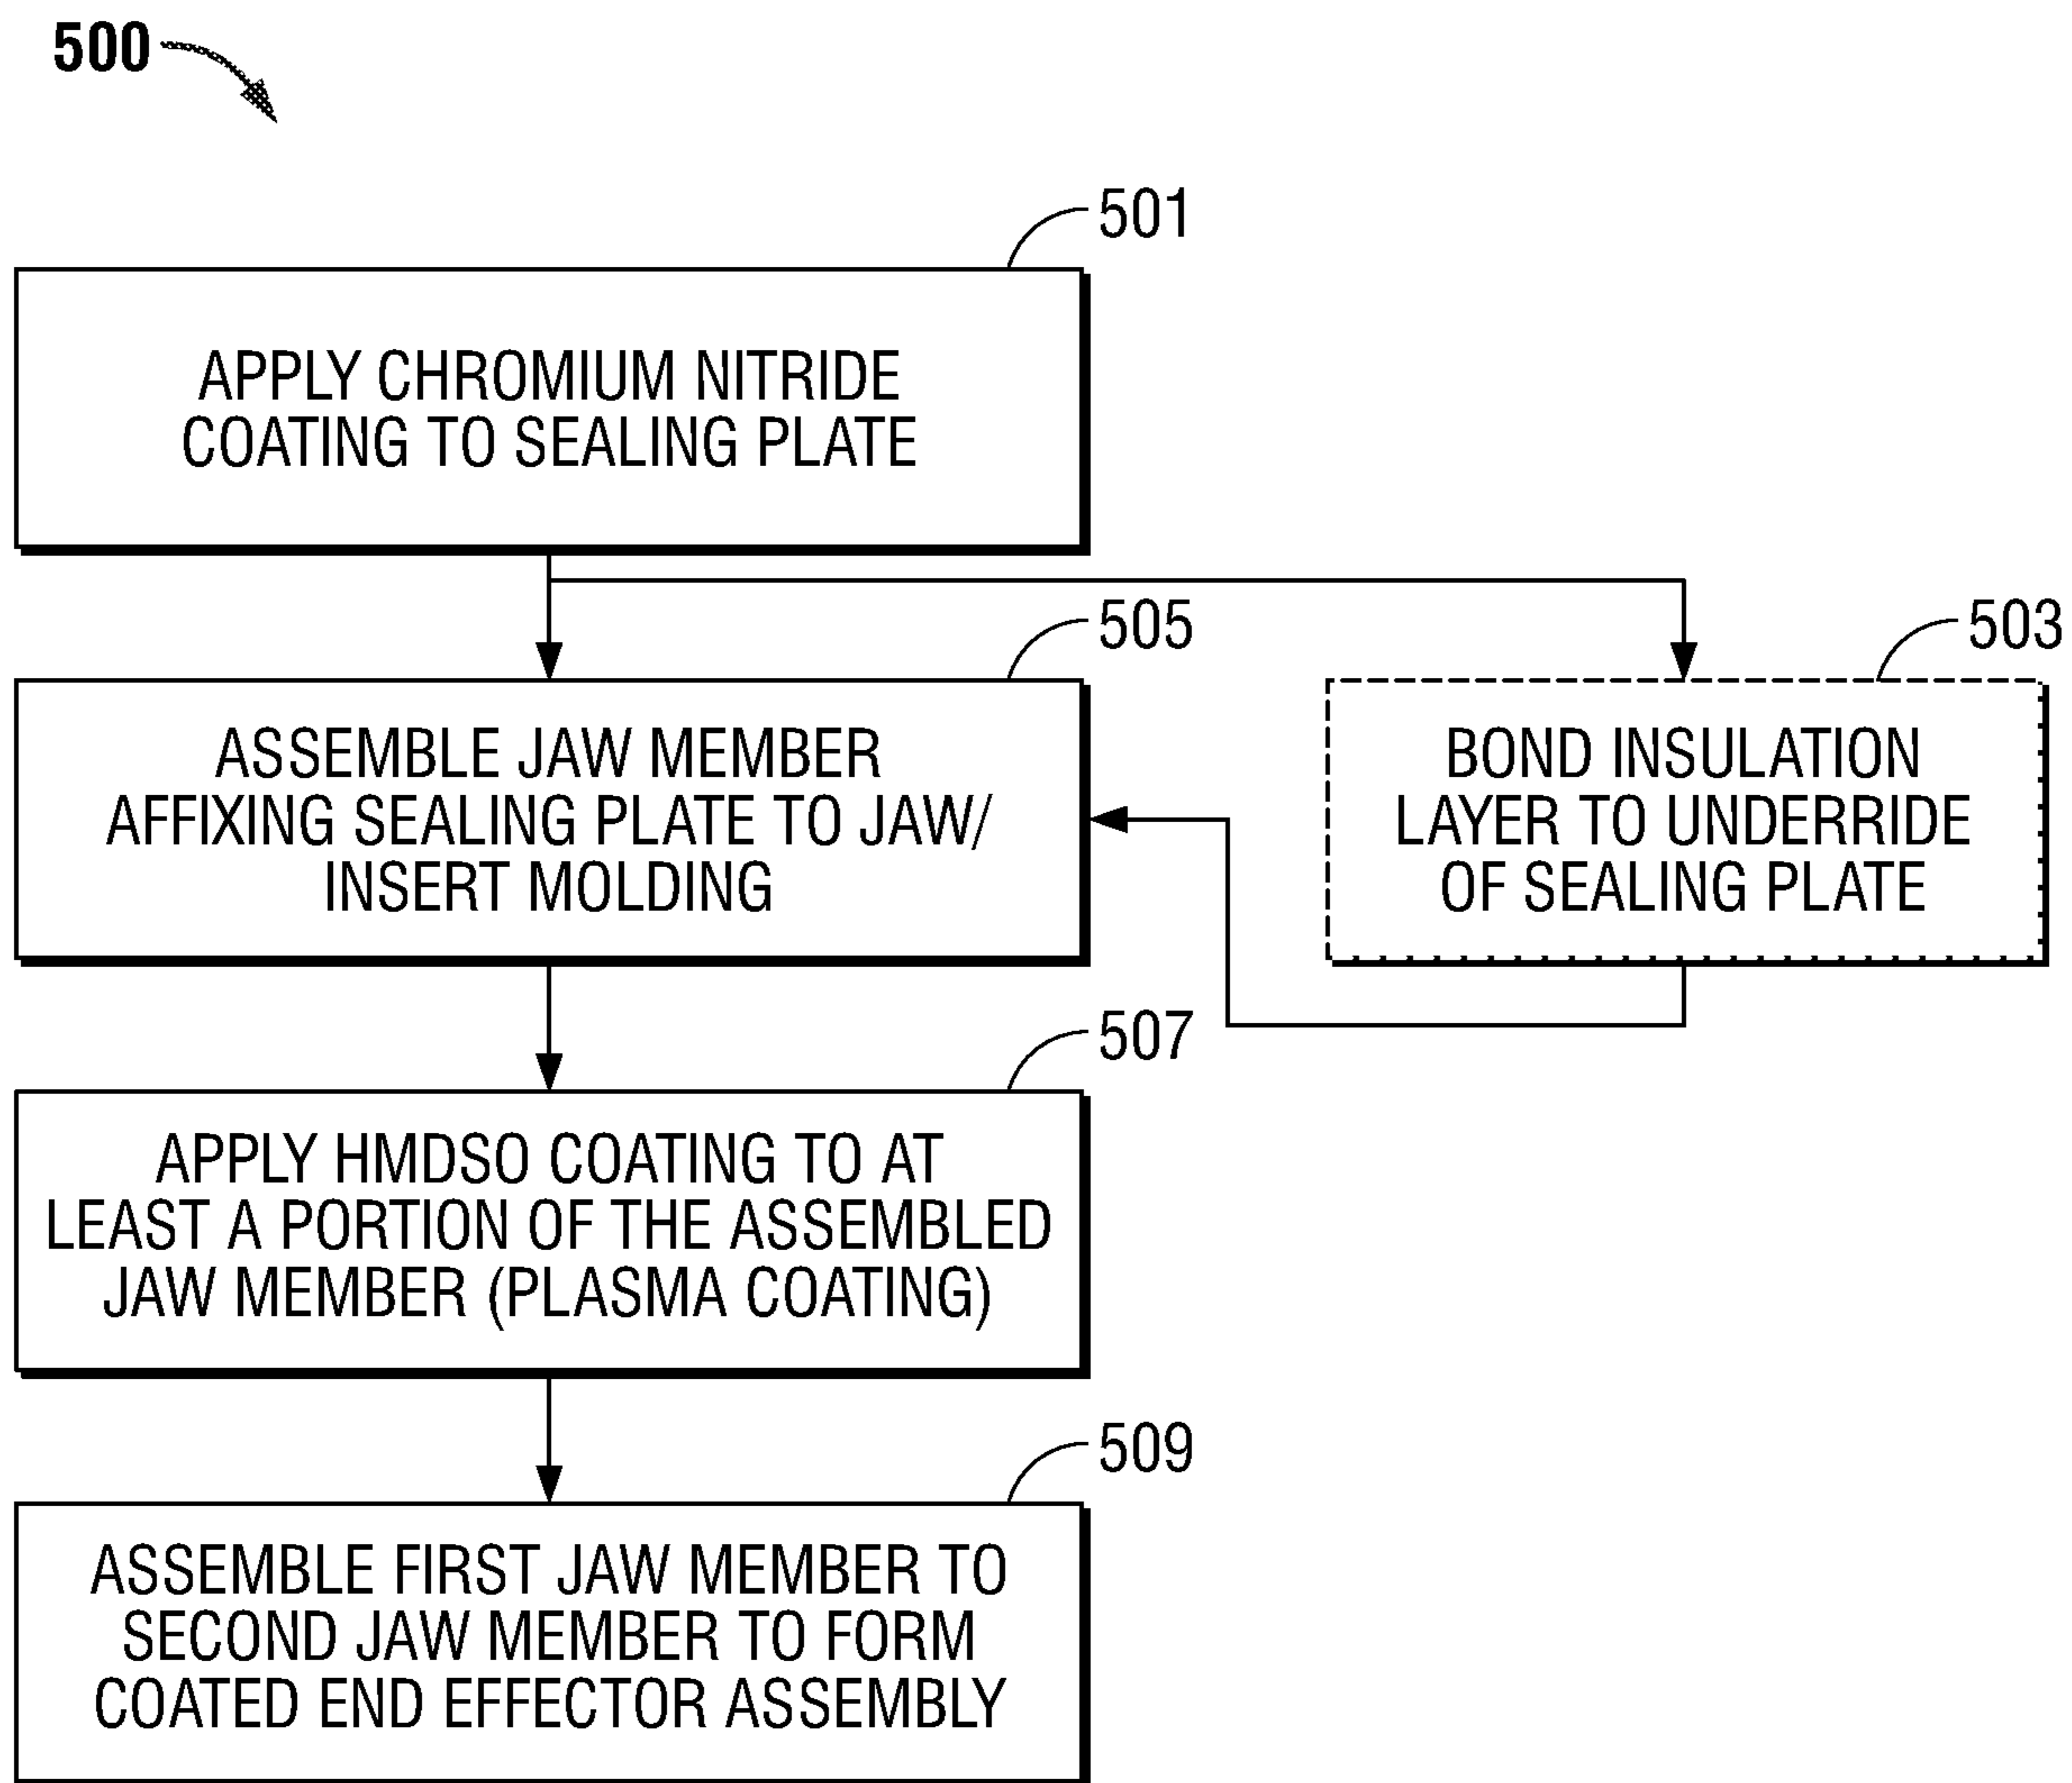 500
501
APPLY CHROMIUM NITRIDE
COATING TO SEALING PLATE
505
ASSEMBLE JAW MEMBER
AFFIXING SEALING PLATE TO JAW/
INSERT MOLDING
503
BOND INSULATION
LAYER TO UNDERRIDE
OF SEALING PLATE
507
APPLY HMDSO COATING TO AT
LEAST A PORTION OF THE ASSEMBLED
JAW MEMBER (PLASMA COATING)
509
ASSEMBLE FIRST JAW MEMBER TO
SECOND JAW MEMBER TO FORM
COATED END EFFECTOR ASSEMBLY